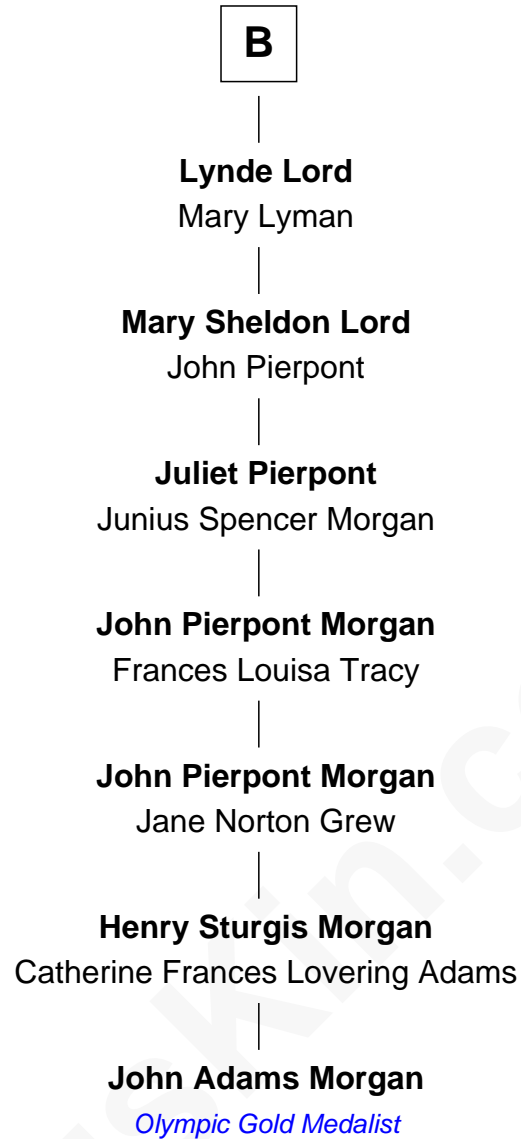 B
Lynde Lord
Mary Lyman
Mary Sheldon Lord
John Pierpont
Juliet Pierpont
Junius Spencer Morgan
John Pierpont Morgan
Frances Louisa Tracy
John Pierpont Morgan
Jane Norton Grew
Henry Sturgis Morgan
Catherine Frances Lovering Adams
John Adams Morgan
Olympic Gold Medalist